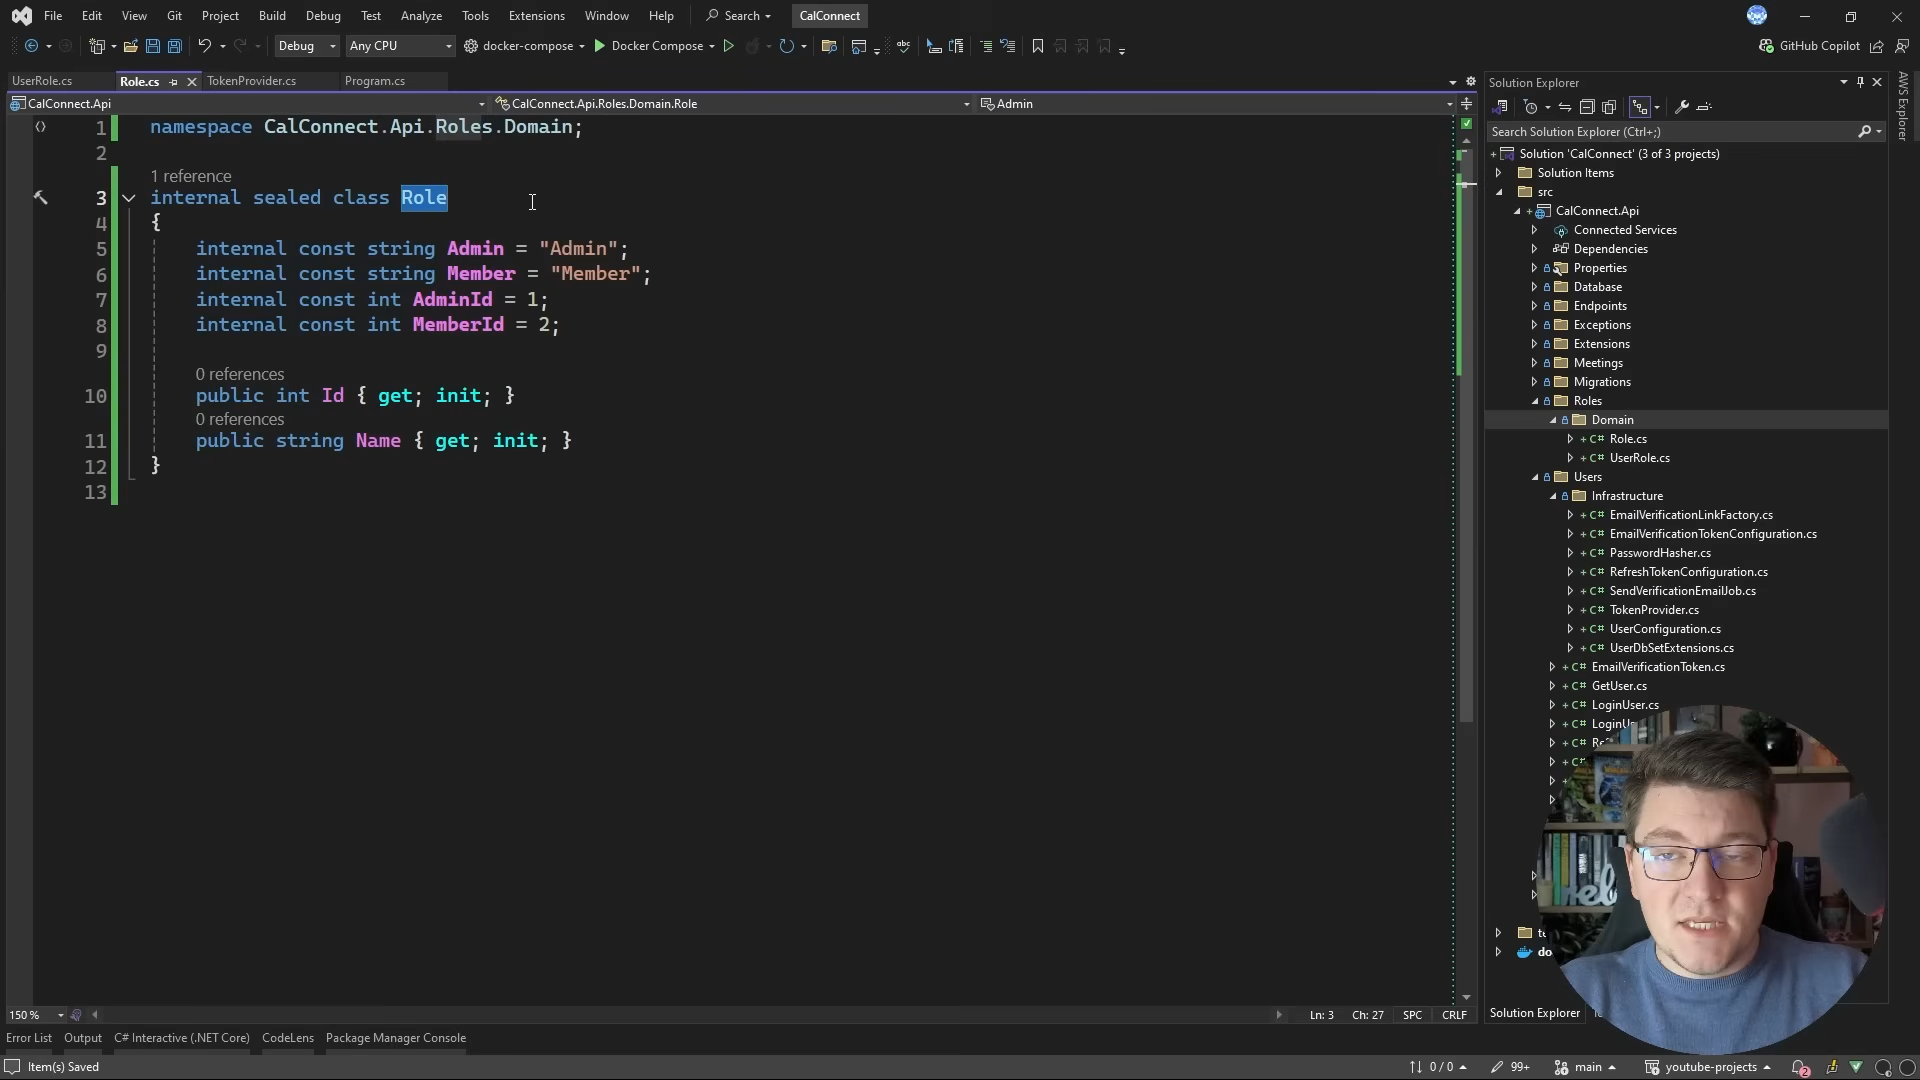 File Edit View Git Project Build Debug Test Analyze Tools Extensions Window Help Search CalConnect
Debug Any CPU docker-compose Docker Compose GitHub Copilot
UserRole.cs Role.cs TokenProvider.cs Program.cs
CalConnect.Api CalConnect.Api.Roles.Domain.Role Admin
1 namespace CalConnect.Api.Roles.Domain;
2
1 reference
3 internal sealed class Role
4 {
5 internal const string Admin = "Admin";
6 internal const string Member = "Member";
7 internal const int AdminId = 1;
8 internal const int MemberId = 2;
9
0 references
10 public int Id { get; init; }
0 references
11 public string Name { get; init; }
12 }
13
150 % Ln: 3 Ch: 27 SPC CRLF
Error List Output C# Interactive (.NET Core) CodeLens Package Manager Console
Item(s) Saved 0 / 0 99+ main youtube-projects 2
Solution Explorer
Search Solution Explorer (Ctrl+;)
Solution 'CalConnect' (3 of 3 projects)
Solution Items
src
CalConnect.Api
Connected Services
Dependencies
Properties
Database
Endpoints
Exceptions
Extensions
Meetings
Migrations
Roles
Domain
C# Role.cs
C# UserRole.cs
Users
Infrastructure
C# EmailVerificationLinkFactory.cs
C# EmailVerificationTokenConfiguration.cs
C# PasswordHasher.cs
C# RefreshTokenConfiguration.cs
C# SendVerificationEmailJob.cs
C# TokenProvider.cs
C# UserConfiguration.cs
C# UserDbSetExtensions.cs
C# EmailVerificationToken.cs
C# GetUser.cs
C# LoginUser.cs
Solution Explorer
AWS Explorer